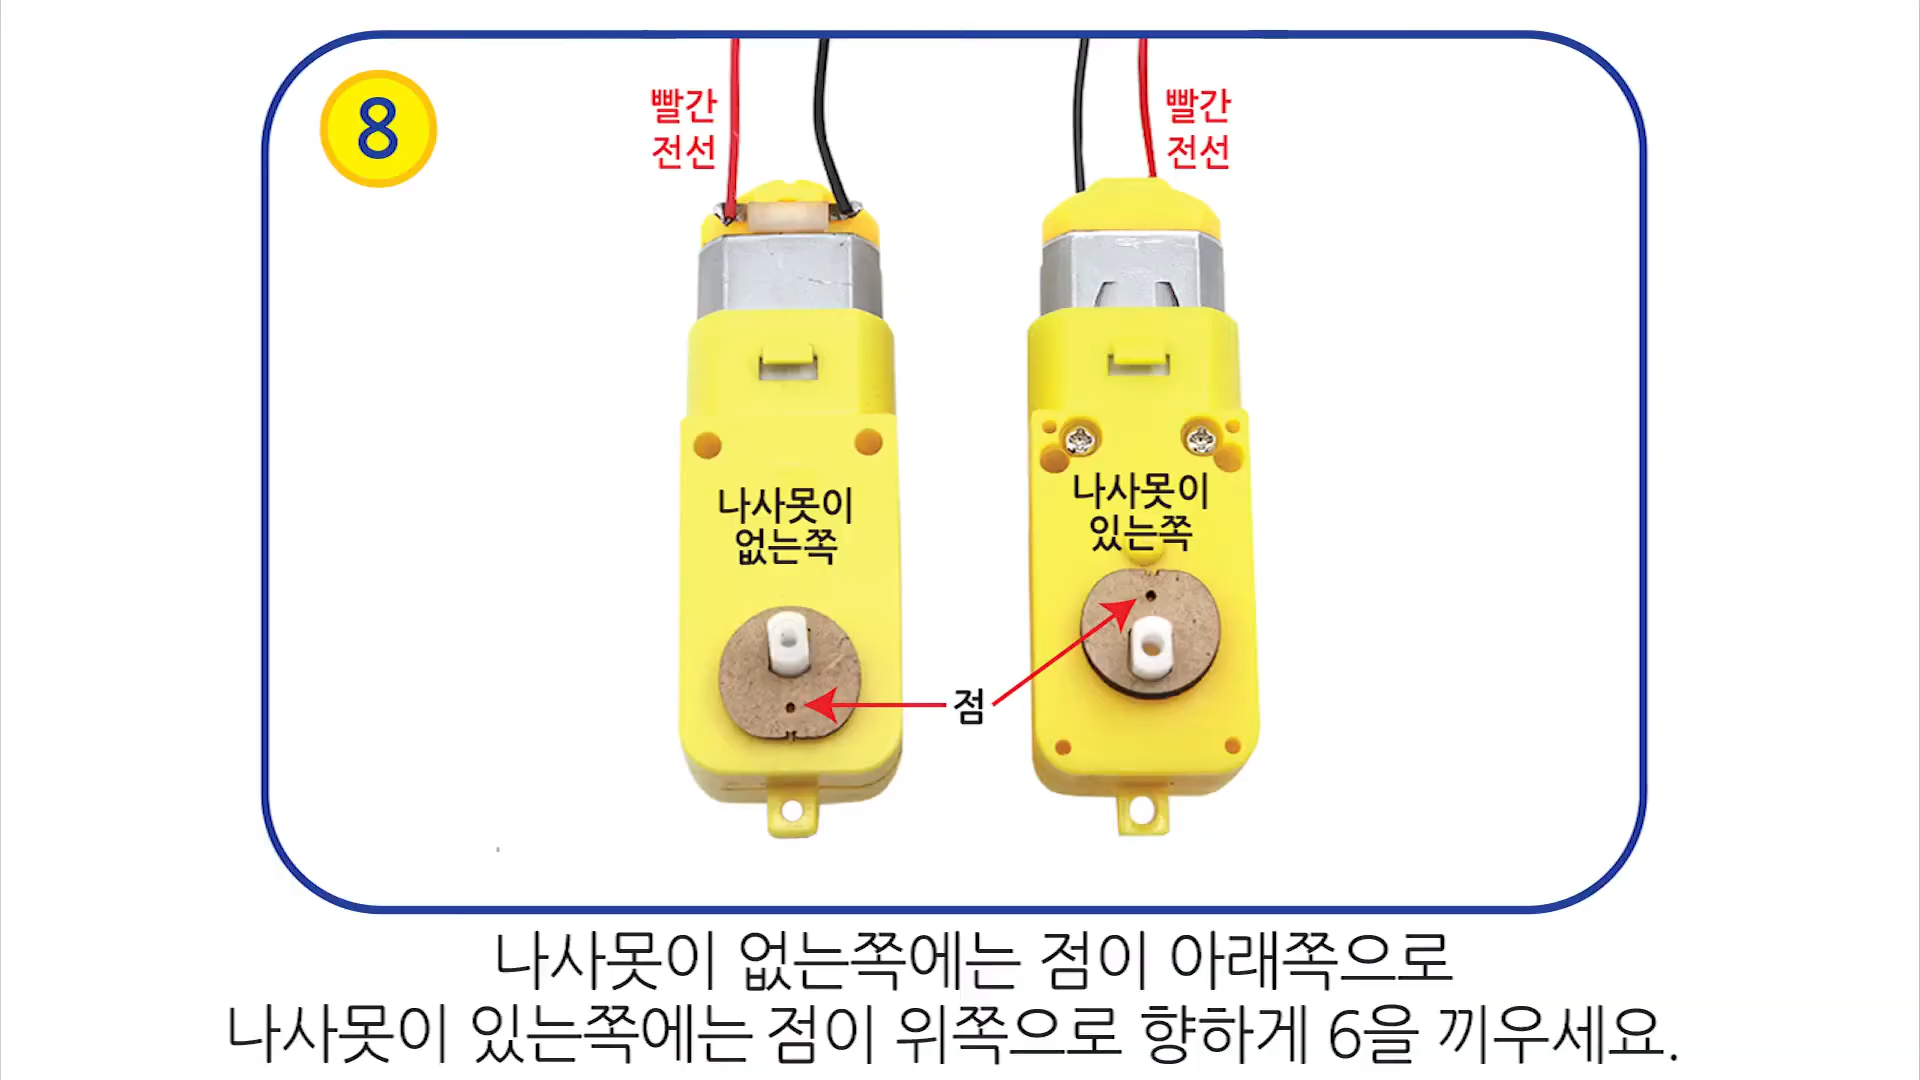 8
빨간
전선
빨간
전선
나사못이
없는쪽
나사못이
있는쪽
점
나사못이 없는쪽에는 점이 아래쪽으로
나사못이 있는쪽에는 점이 위쪽으로 향하게 6을 끼우세요.